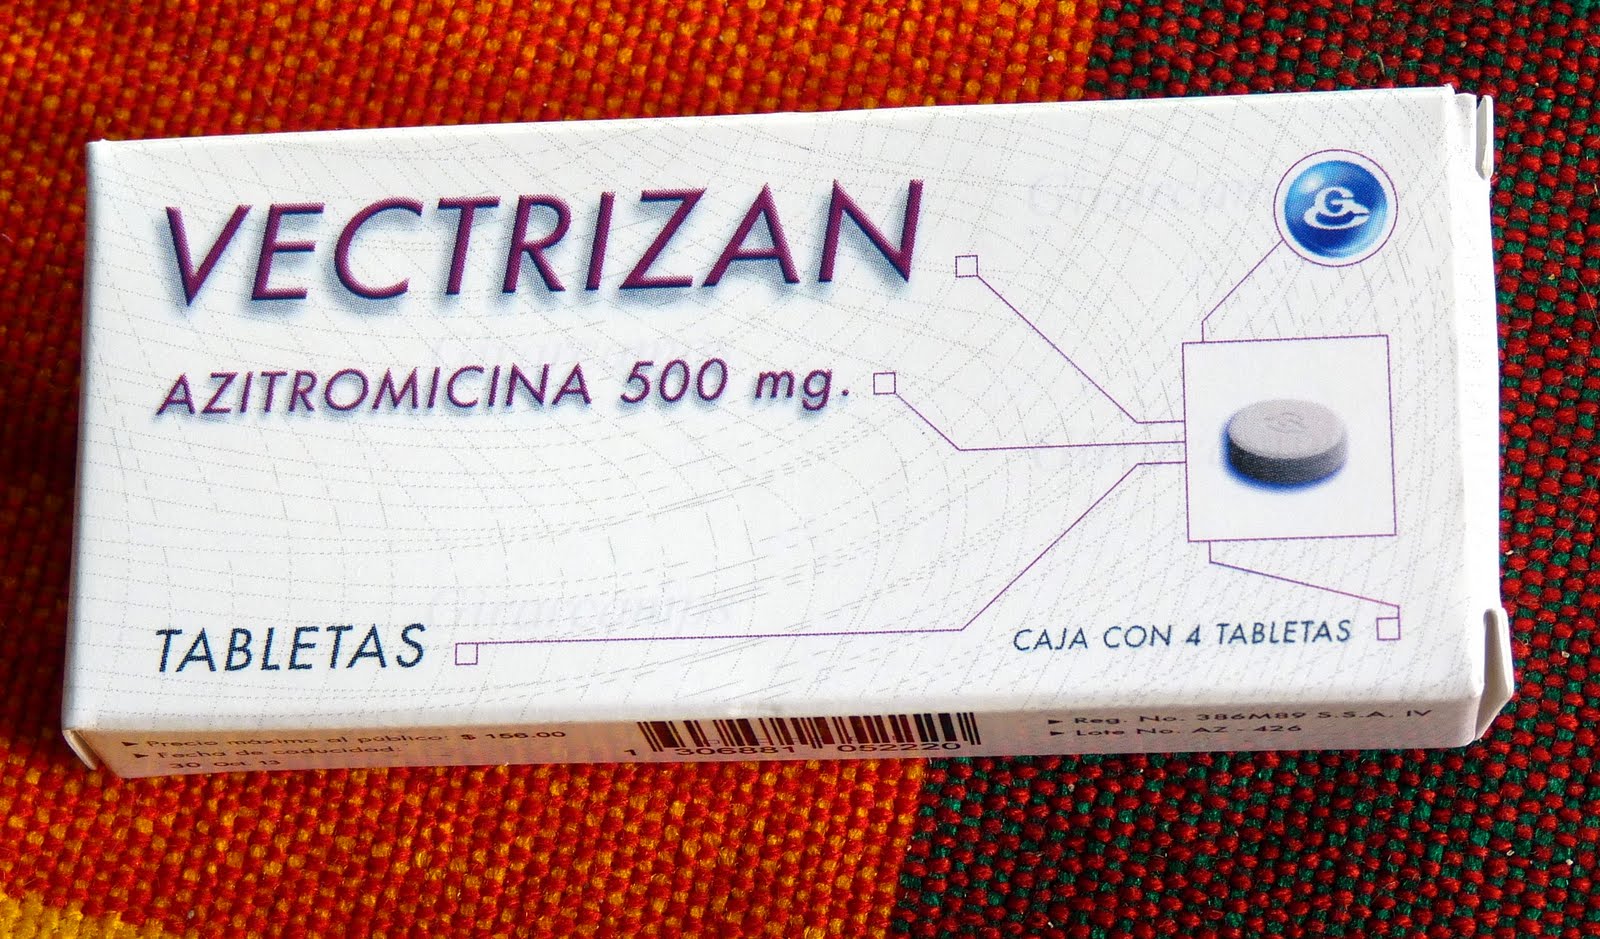 VECTRIZAN
AZITROMICINA 500 mg.
TABLETAS
CAJA CON 4 TABLETAS
Precio máximo al público: $ 156.00
Fecha de caducidad:
30 Oct. 13
1 306881 052220
Reg. No. 386M89 S.S.A. IV
Lote No. AZ - 426